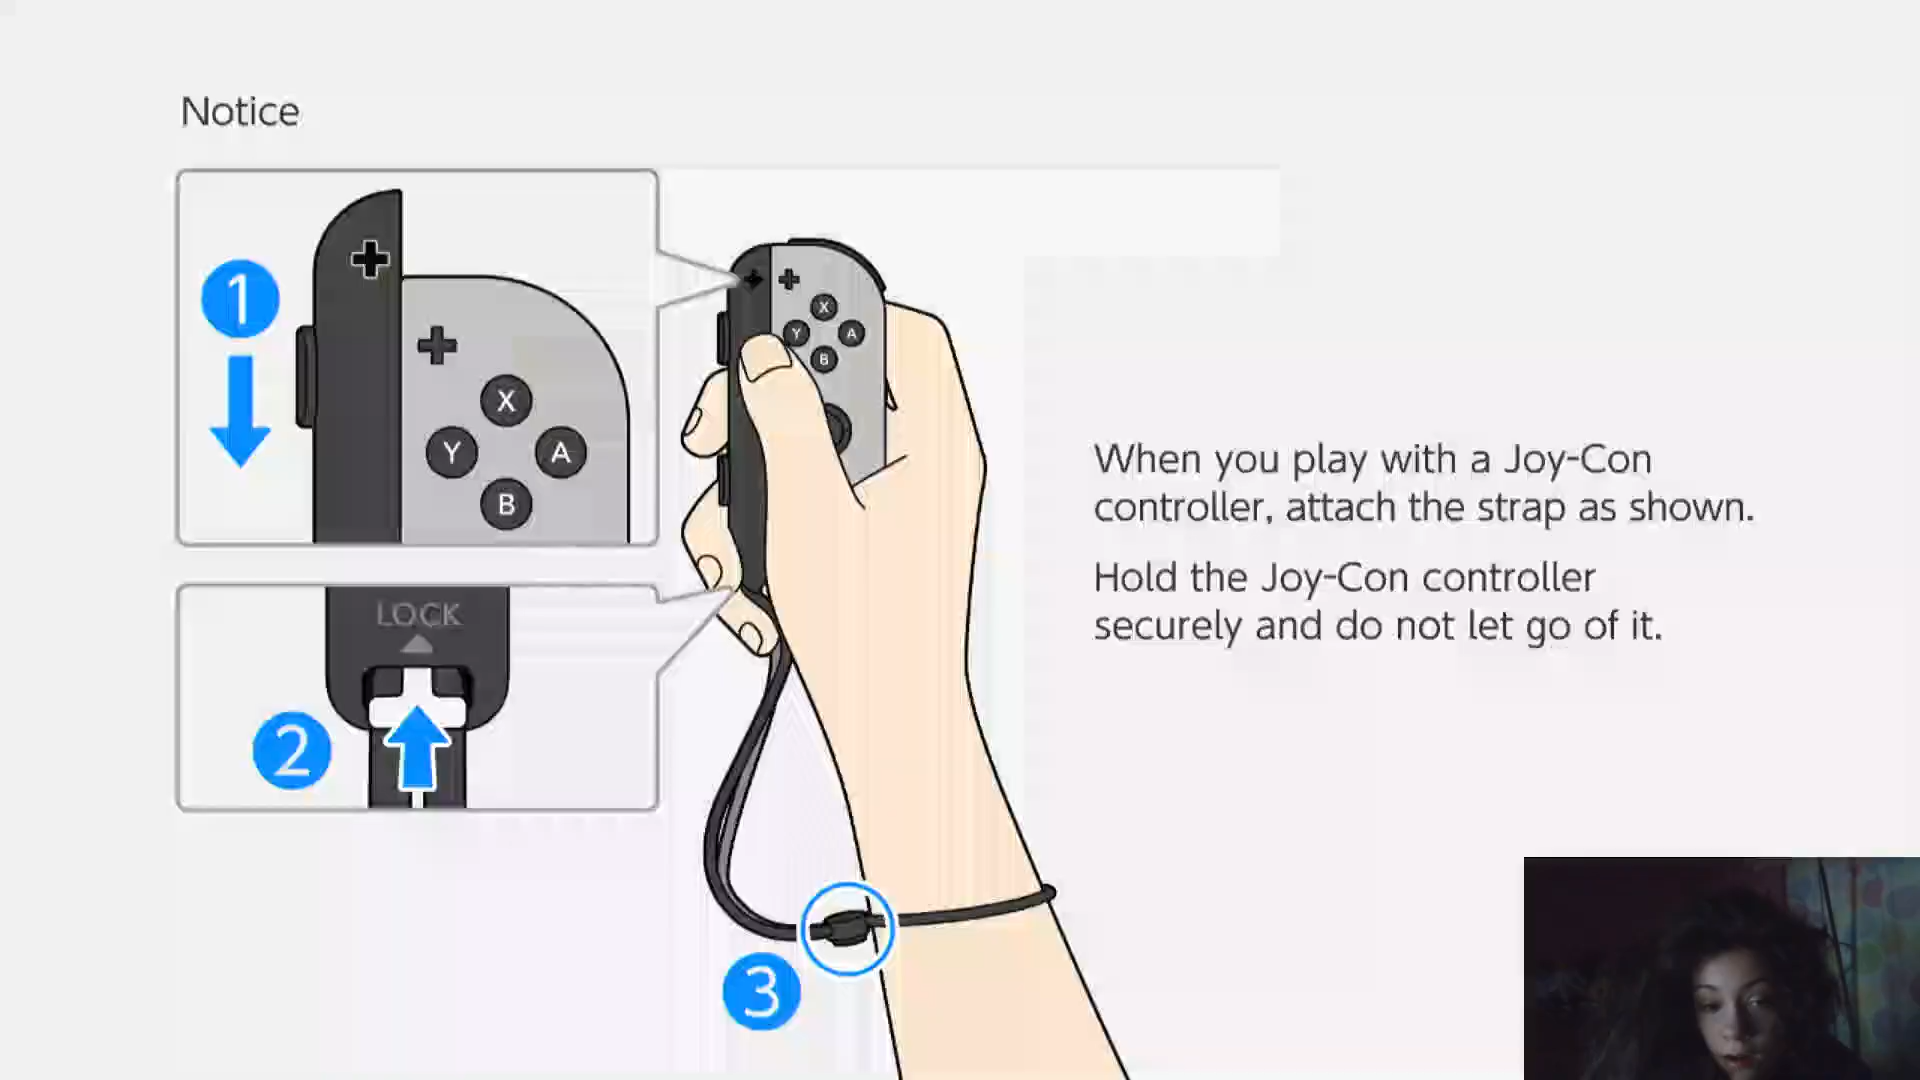 Notice
1
X
Y
A
B
X
Y
A
B
LOCK
2
When you play with a Joy-Con
controller, attach the strap as shown.
Hold the Joy-Con controller
securely and do not let go of it.
3